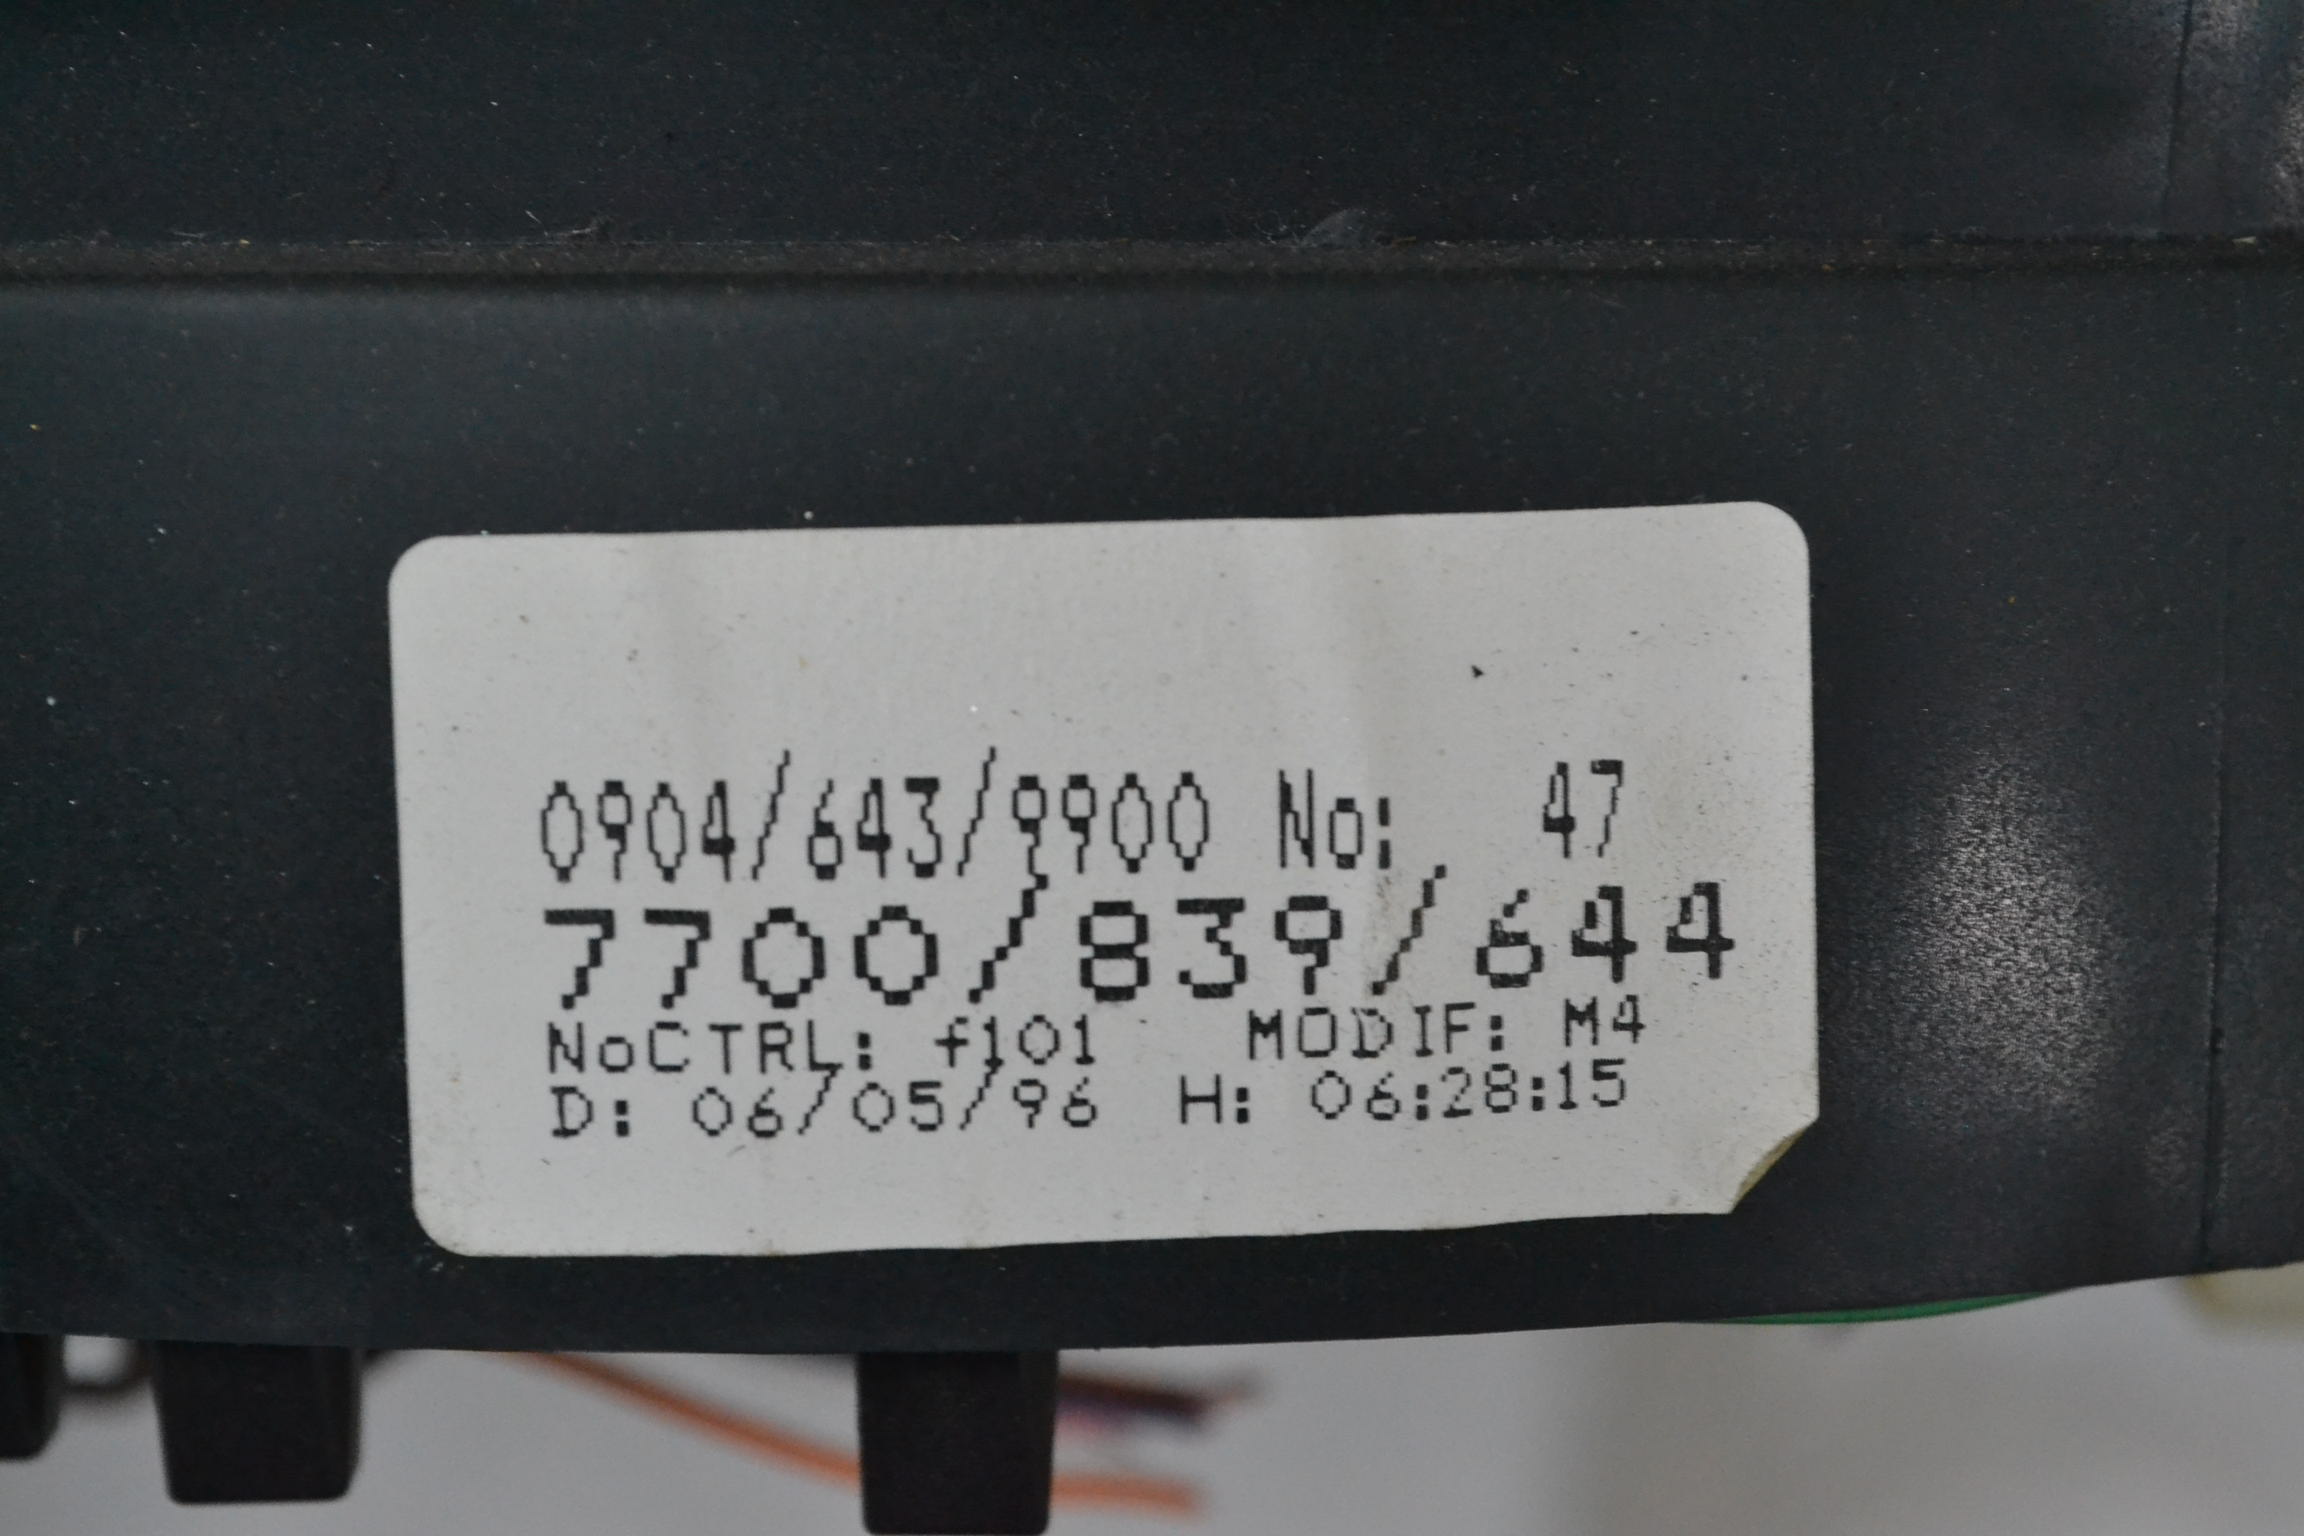 0904/643/9900 No: 47
7700/839/644
NoCTRL: f101 MODIF: M4
D: 06/05/96 H: 06:28:15